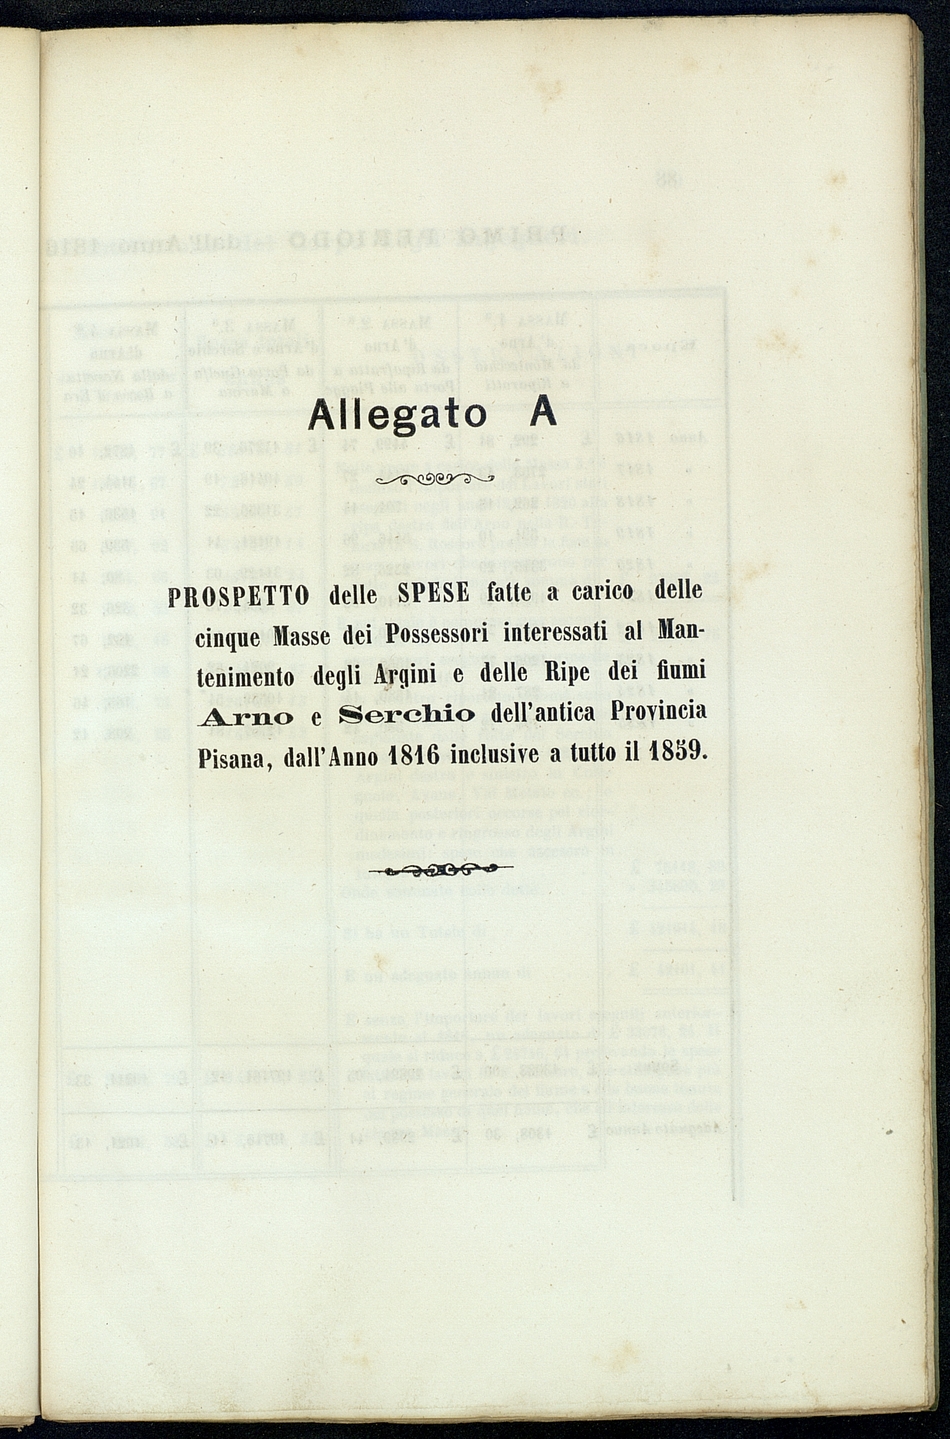 Allegato A
PROSPETTO delle SPESE fatte a carico delle
cinque Masse dei Possessori interessati al Man-
tenimento degli Argini e delle Ripe dei fiumi
Arno e Serchio dell'antica Provincia
Pisana, dall'Anno 1816 inclusive a tutto il 1859.